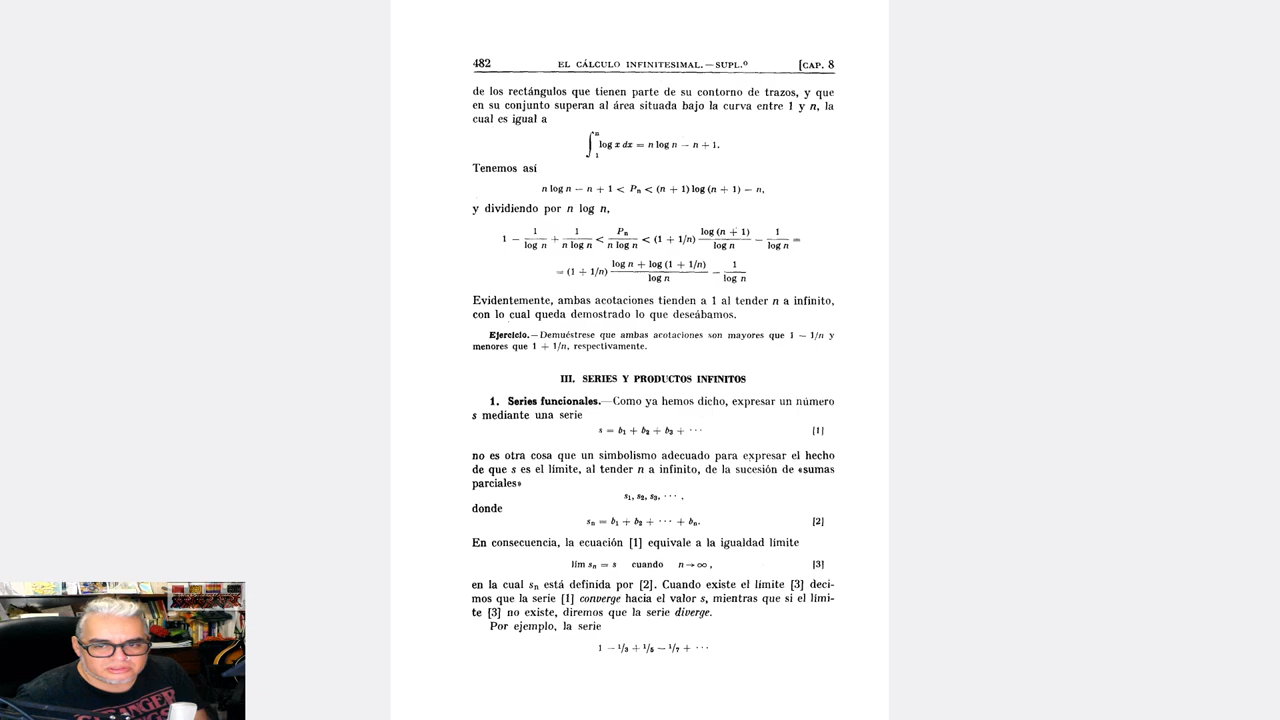 482 EL CÁLCULO INFINITESIMAL.—SUPL.º [CAP. 8
de los rectángulos que tienen parte de su contorno de trazos, y que
en su conjunto superan al área situada bajo la curva entre 1 y n, la
cual es igual a
∫₁ⁿ log x dx = n log n − n + 1.
Tenemos así
n log n − n + 1 < Pₙ < (n + 1) log (n + 1) − n,
y dividiendo por n log n,
1 − 1/log n + 1/n log n < Pₙ/n log n < (1 + 1/n) log (n + 1)/log n − 1/log n =
= (1 + 1/n) log n + log (1 + 1/n)/log n − 1/log n
Evidentemente, ambas acotaciones tienden a 1 al tender n a infinito,
con lo cual queda demostrado lo que deseábamos.
Ejercicio.—Demuéstrese que ambas acotaciones son mayores que 1 − 1/n y
menores que 1 + 1/n, respectivamente.
III. SERIES Y PRODUCTOS INFINITOS
1. Series funcionales.—Como ya hemos dicho, expresar un número
s mediante una serie
s = b₁ + b₂ + b₃ + ··· [1]
no es otra cosa que un simbolismo adecuado para expresar el hecho
de que s es el límite, al tender n a infinito, de la sucesión de «sumas
parciales»
s₁, s₂, s₃, ··· ,
donde
sₙ = b₁ + b₂ + ··· + bₙ. [2]
En consecuencia, la ecuación [1] equivale a la igualdad límite
lím sₙ = s cuando n → ∞, [3]
en la cual sₙ está definida por [2]. Cuando existe el límite [3] deci-
mos que la serie [1] converge hacia el valor s, mientras que si el lími-
te [3] no existe, diremos que la serie diverge.
Por ejemplo, la serie
1 − 1/3 + 1/5 − 1/7 + ···